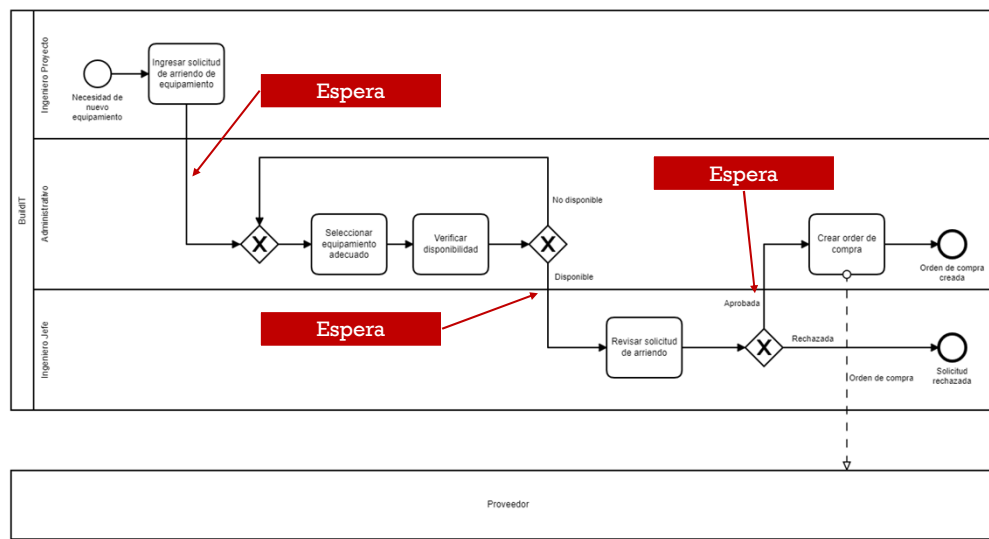 BuildIT
Ingeniero Proyecto
Necesidad de
nuevo
equipamiento
Ingresar solicitud
de arriendo de
equipamiento
Espera
Administrativo
X
Seleccionar
equipamiento
adecuado
Verificar
disponibilidad
X
No disponible
Disponible
Espera
Espera
Crear order de
compra
Orden de compra
creada
Ingeniero Jefe
Revisar solicitud
de arriendo
X
Aprobada
Rechazada
Solicitud
rechazada
Orden de compra
Proveedor